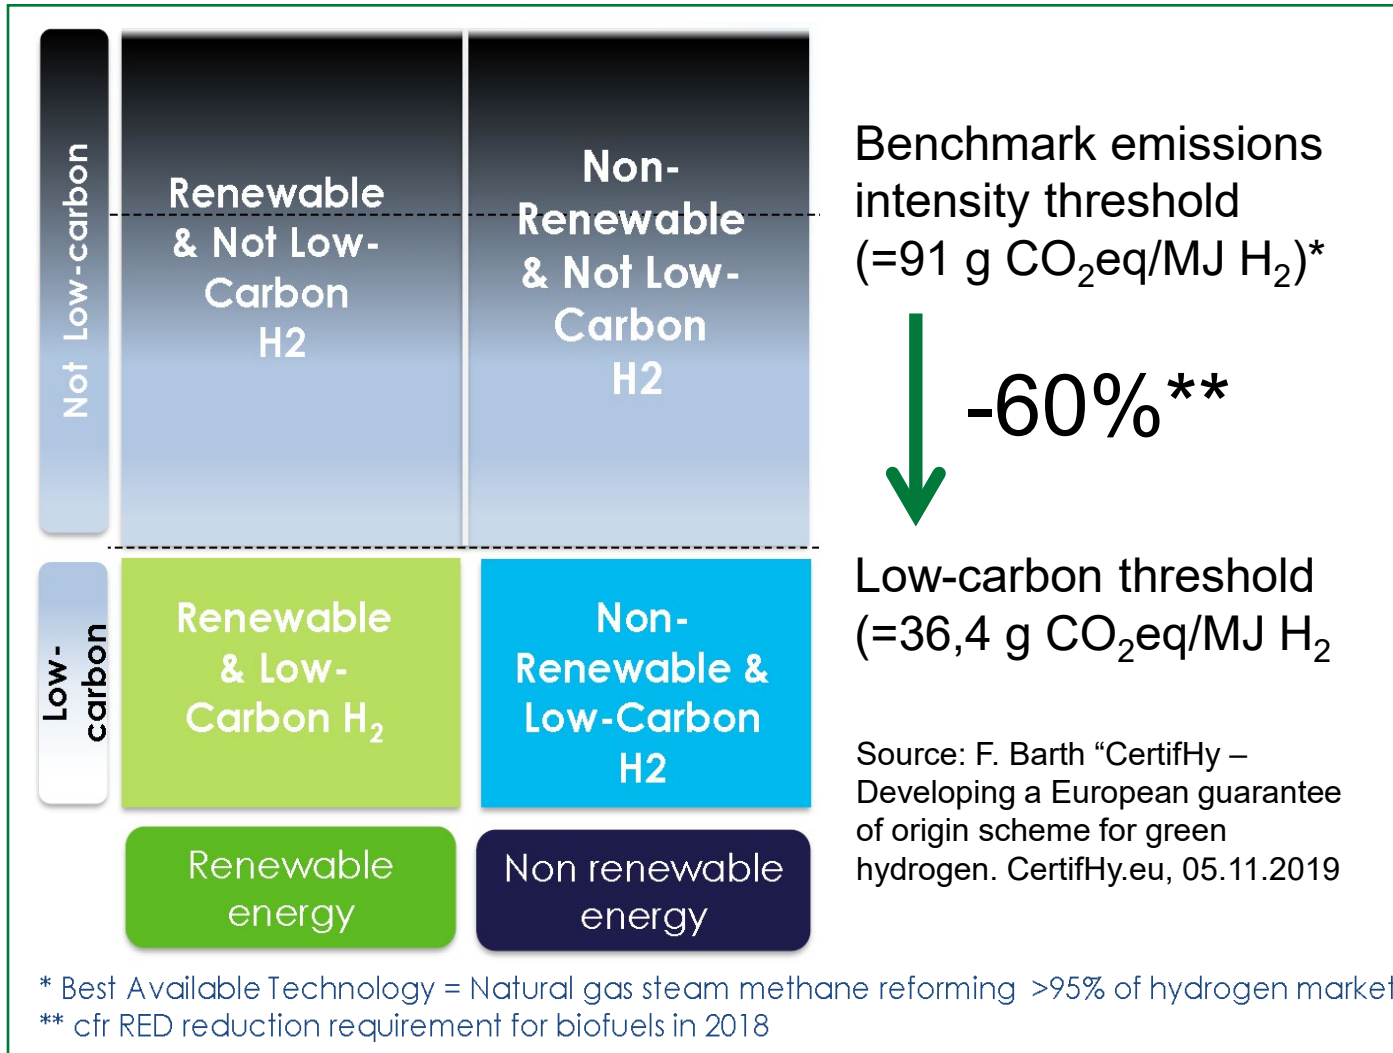 Not Low-carbon
Renewable
& Not Low-
Carbon
H2
Non-
Renewable
& Not Low-
Carbon
H2
Benchmark emissions
intensity threshold
(=91 g CO₂eq/MJ H₂)*
-60%**
Low-
carbon
Renewable
& Low-
Carbon H₂
Non-
Renewable &
Low-Carbon
H2
Low-carbon threshold
(=36,4 g CO₂eq/MJ H₂
Source: F. Barth “CertifHy –
Developing a European guarantee
of origin scheme for green
hydrogen. CertifHy.eu, 05.11.2019
Renewable
energy
Non renewable
energy
* Best Available Technology = Natural gas steam methane reforming >95% of hydrogen market
** cfr RED reduction requirement for biofuels in 2018